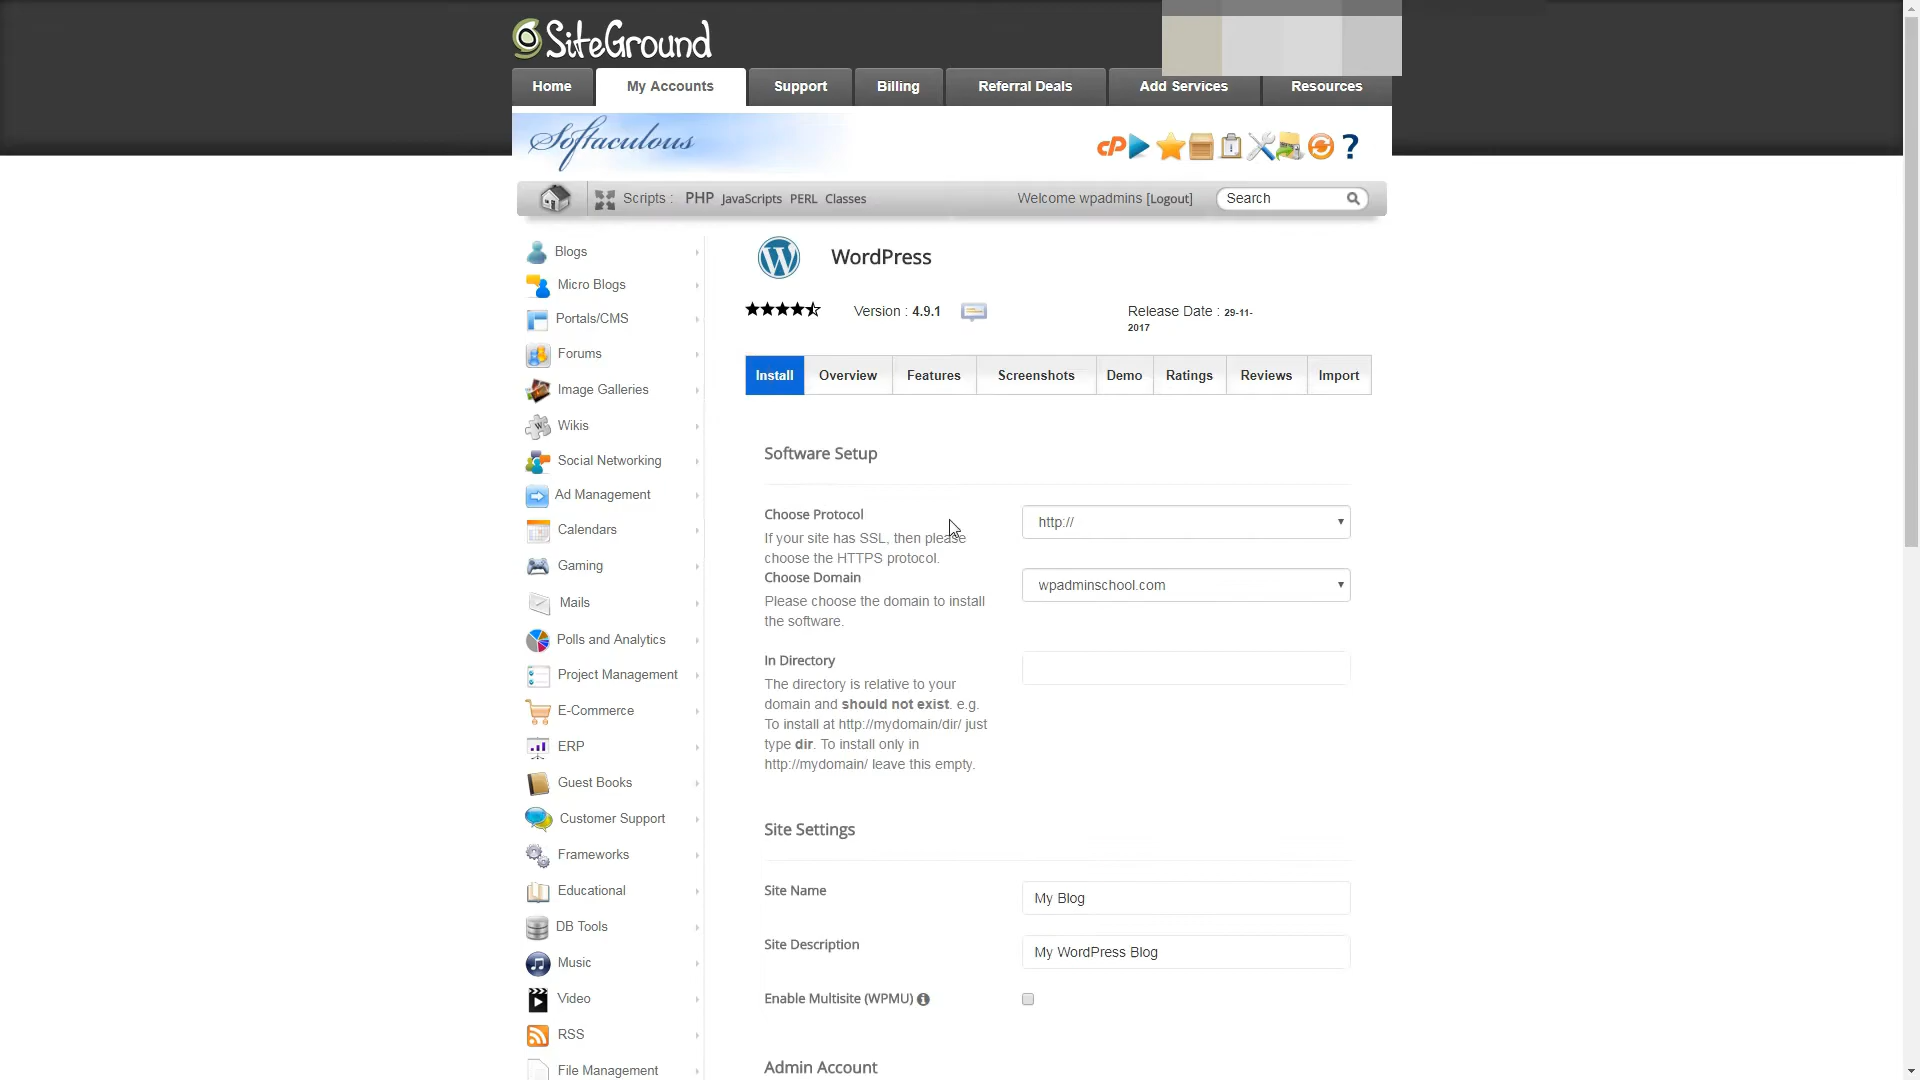 SiteGround
Home
My Accounts
Support
Billing
Referral Deals
Add Services
Resources
Softaculous
cP
?
Scripts :
PHP
JavaScripts
PERL
Classes
Welcome wpadmins [Logout]
Search
Blogs
Micro Blogs
Portals/CMS
Forums
Image Galleries
Wikis
Social Networking
Ad Management
Calendars
Gaming
Mails
Polls and Analytics
Project Management
E-Commerce
ERP
Guest Books
Customer Support
Frameworks
Educational
DB Tools
Music
Video
RSS
File Management
WordPress
Version : 4.9.1
Release Date : 29-11-
2017
Install
Overview
Features
Screenshots
Demo
Ratings
Reviews
Import
Software Setup
Choose Protocol
If your site has SSL, then please
choose the HTTPS protocol.
http://
Choose Domain
Please choose the domain to install
the software.
wpadminschool.com
In Directory
The directory is relative to your
domain and should not exist. e.g.
To install at http://mydomain/dir/ just
type dir. To install only in
http://mydomain/ leave this empty.
Site Settings
Site Name
My Blog
Site Description
My WordPress Blog
Enable Multisite (WPMU)
Admin Account